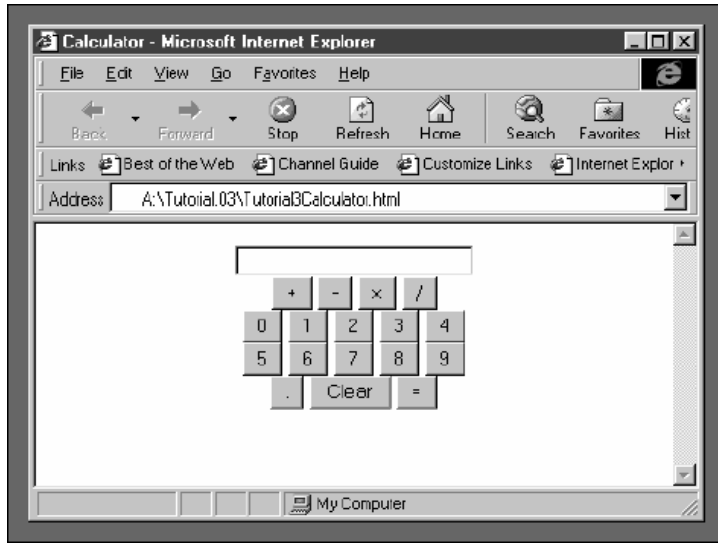 Calculator - Microsoft Internet Explorer
File Edit View Go Favorites Help
Back Forward Stop Refresh Home Search Favorites Hist
Links Best of the Web Channel Guide Customize Links Internet Explor
Address A:\Tutorial.03\Tutorial3Calculator.html
+ - × /
0 1 2 3 4
5 6 7 8 9
. Clear =
My Computer